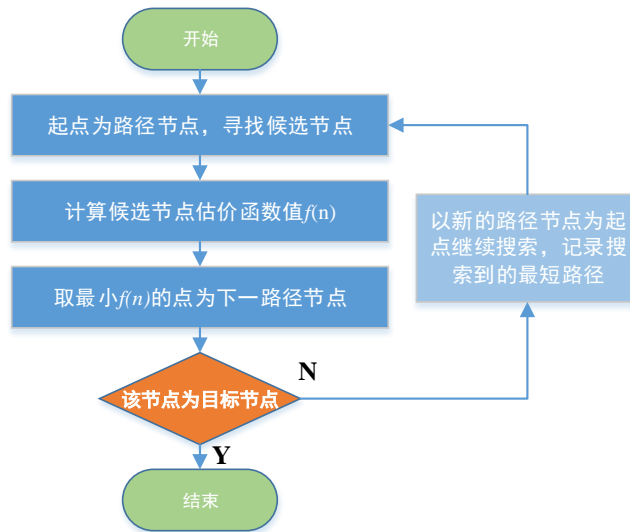 开始
起点为路径节点，寻找候选节点
计算候选节点估价函数值f(n)
以新的路径节点为起
点继续搜索，记录搜
索到的最短路径
取最小f(n)的点为下一路径节点
该节点为目标节点
N
Y
结束